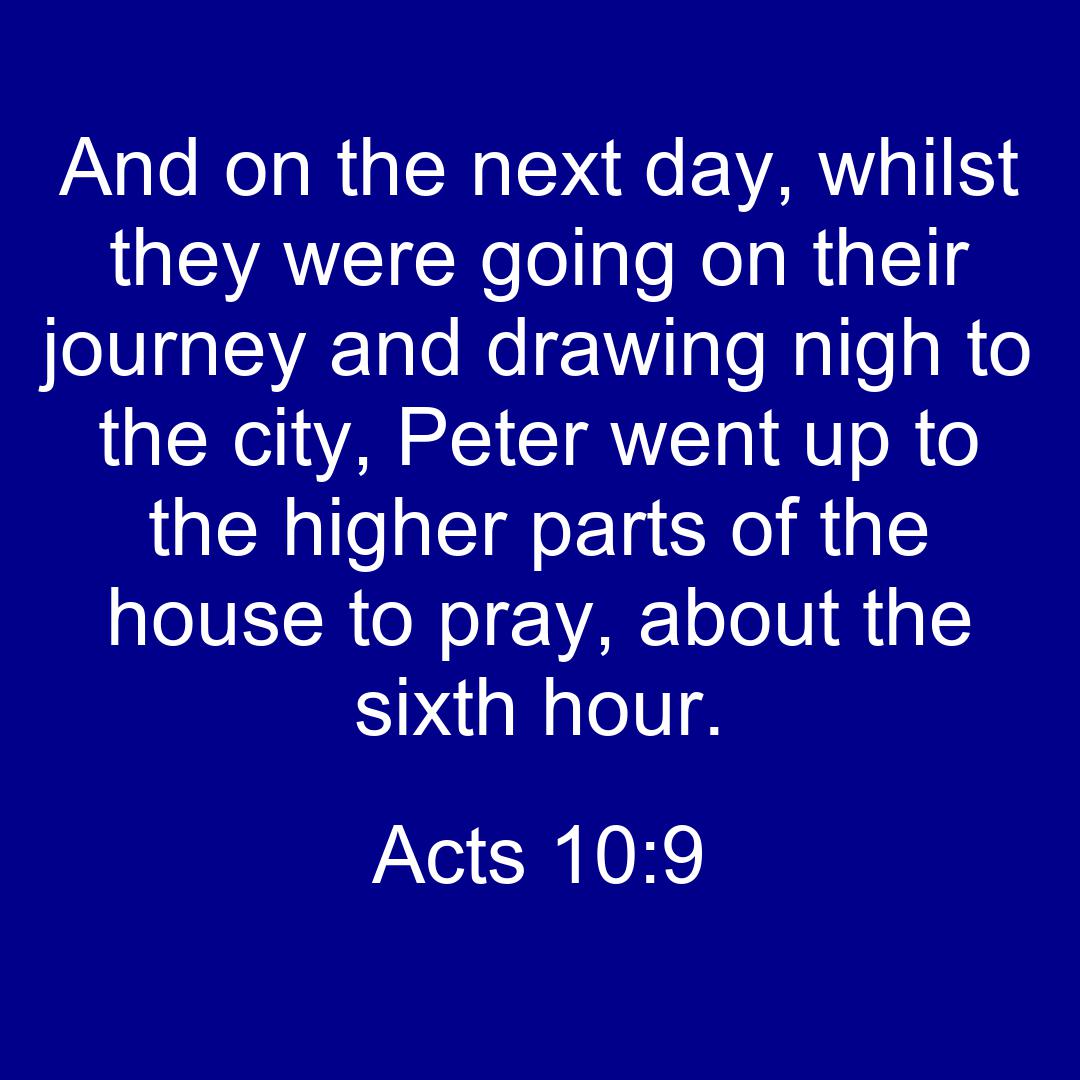 And on the next day, whilst
they were going on their
journey and drawing nigh to
the city, Peter went up to
the higher parts of the
house to pray, about the
sixth hour.
Acts 10:9